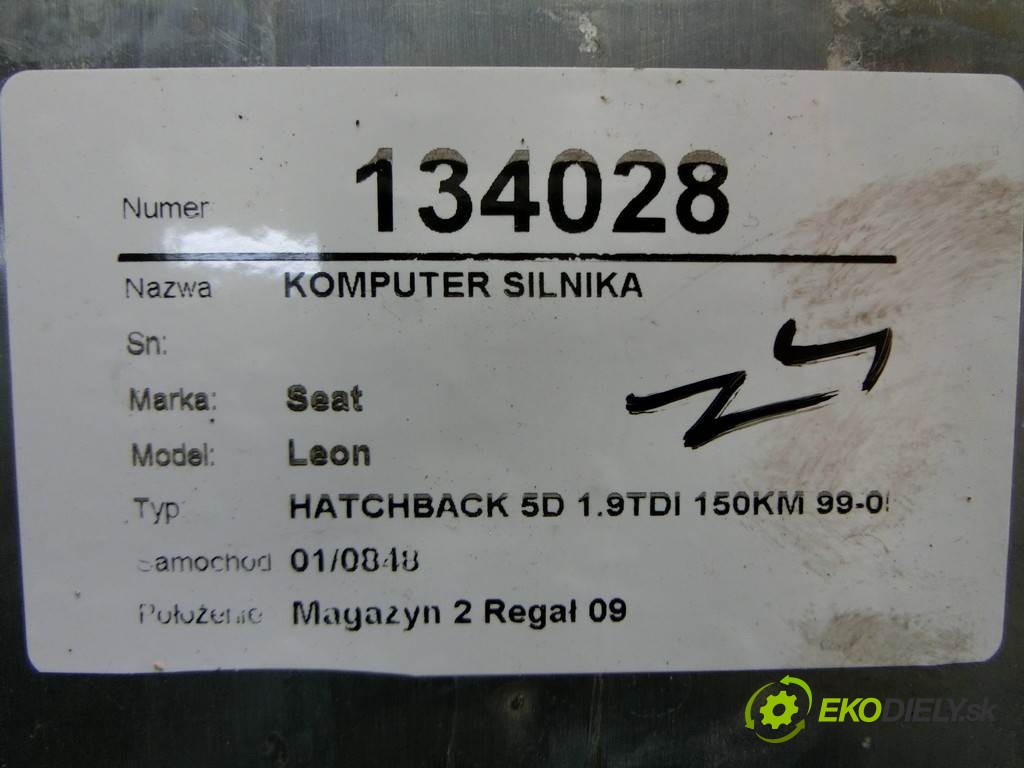 Numer 134028
Nazwa KOMPUTER SILNIKA
Sn:
Marka: Seat
Model: Leon
Typ HATCHBACK 5D 1.9TDI 150KM 99-0
Samochod 01/0848
Położenie Magazyn 2 Regał 09
EKODIELY.sk